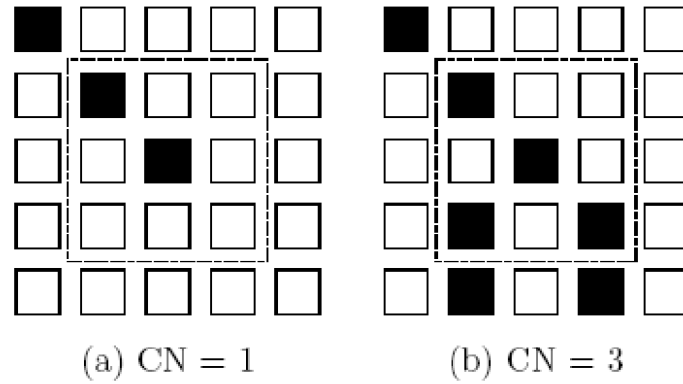 (a) CN = 1
(b) CN = 3